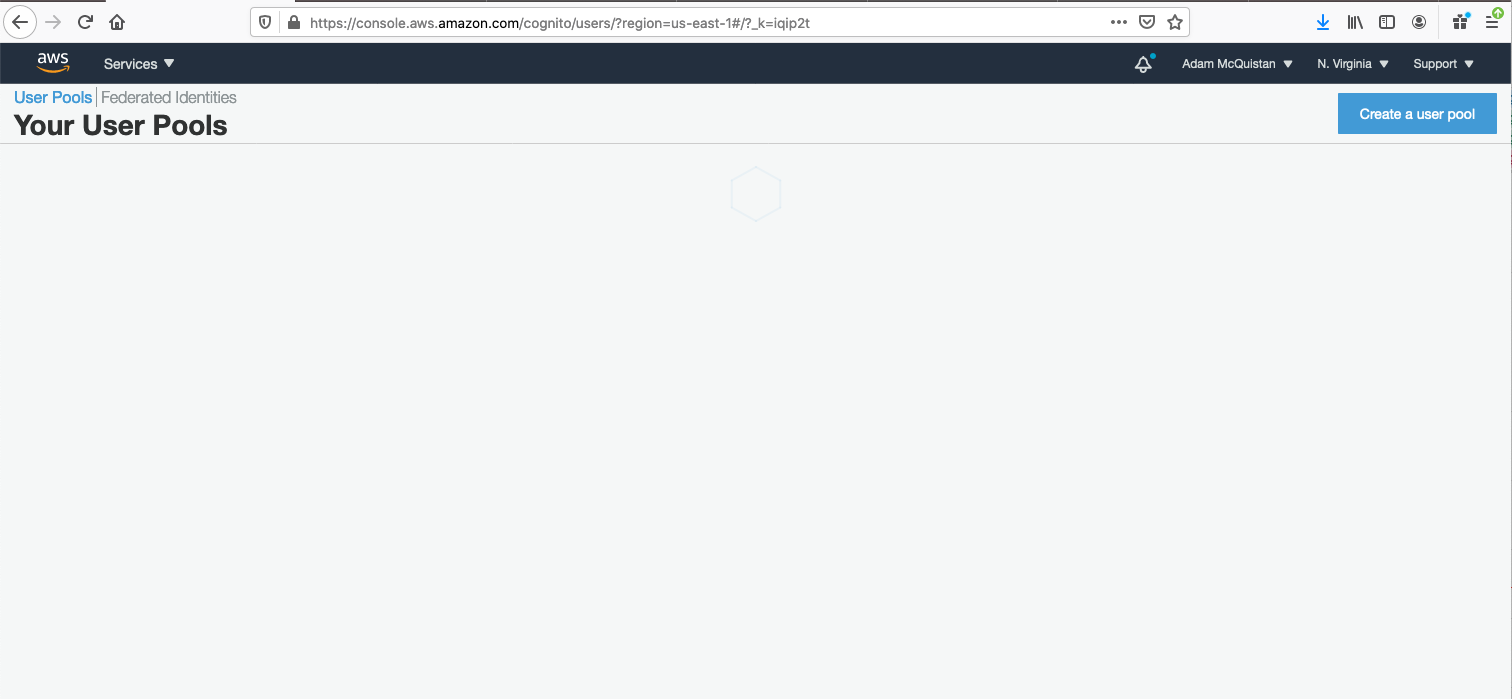 https://console.aws.amazon.com/cognito/users/?region=us-east-1#/?_k=iqip2t
aws Services Adam McQuistan N. Virginia Support
User Pools Federated Identities
Your User Pools
Create a user pool